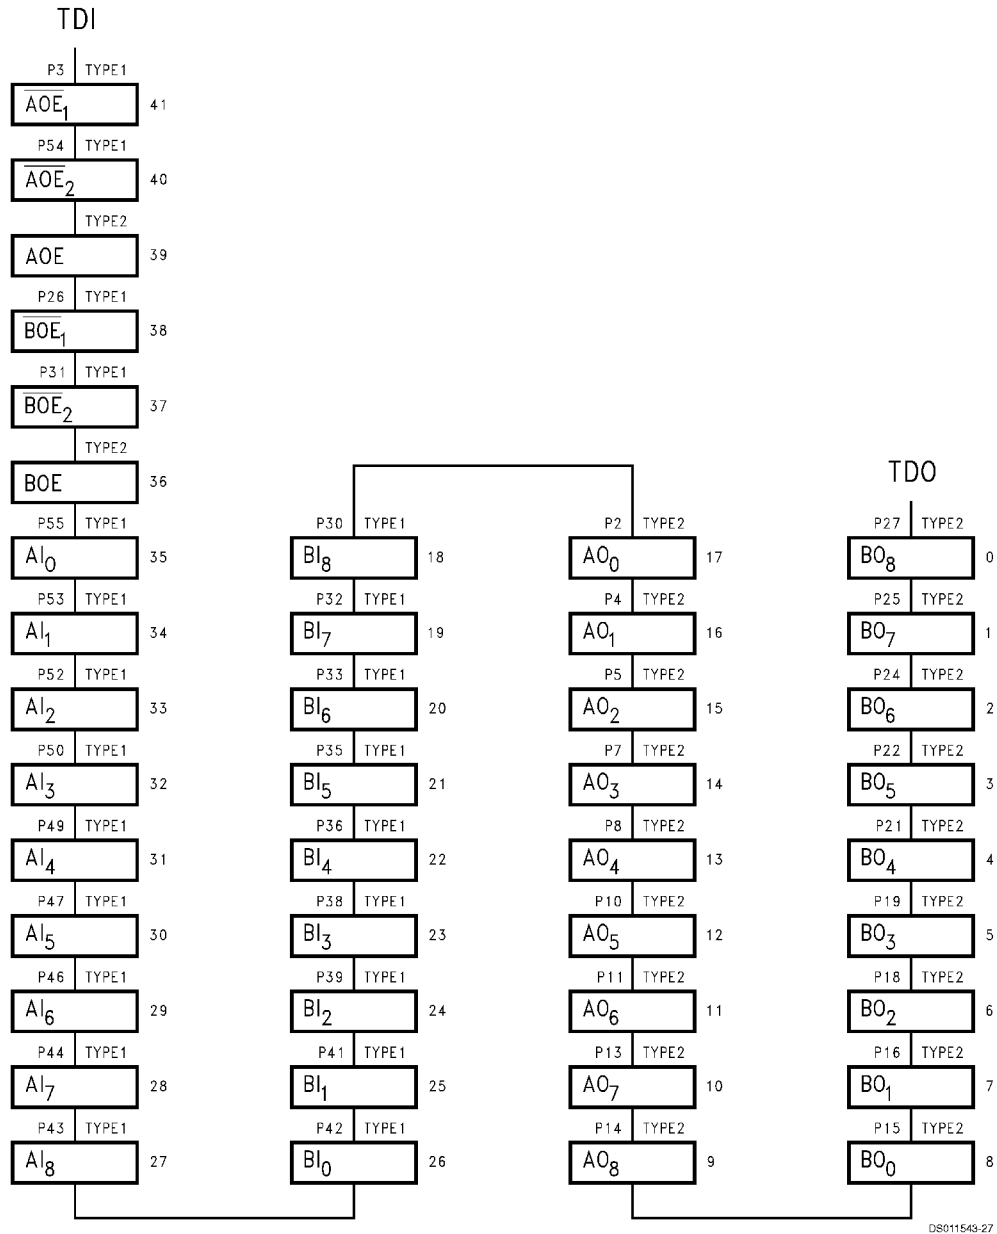 TDI
P3 TYPE1
AOE1 41
P54 TYPE1
AOE2 40
TYPE2
AOE 39
P26 TYPE1
BOE1 38
P31 TYPE1
BOE2 37
TYPE2
BOE 36
P55 TYPE1
AI0 35
P53 TYPE1
AI1 34
P52 TYPE1
AI2 33
P50 TYPE1
AI3 32
P49 TYPE1
AI4 31
P47 TYPE1
AI5 30
P46 TYPE1
AI6 29
P44 TYPE1
AI7 28
P43 TYPE1
AI8 27
P30 TYPE1
BI8 18
P32 TYPE1
BI7 19
P33 TYPE1
BI6 20
P35 TYPE1
BI5 21
P36 TYPE1
BI4 22
P38 TYPE1
BI3 23
P39 TYPE1
BI2 24
P41 TYPE1
BI1 25
P42 TYPE1
BI0 26
P2 TYPE2
AO0 17
P4 TYPE2
AO1 16
P5 TYPE2
AO2 15
P7 TYPE2
AO3 14
P8 TYPE2
AO4 13
P10 TYPE2
AO5 12
P11 TYPE2
AO6 11
P13 TYPE2
AO7 10
P14 TYPE2
AO8 9
TDO
P27 TYPE2
BO8 0
P25 TYPE2
BO7 1
P24 TYPE2
BO6 2
P22 TYPE2
BO5 3
P21 TYPE2
BO4 4
P19 TYPE2
BO3 5
P18 TYPE2
BO2 6
P16 TYPE2
BO1 7
P15 TYPE2
BO0 8
DS011543-27